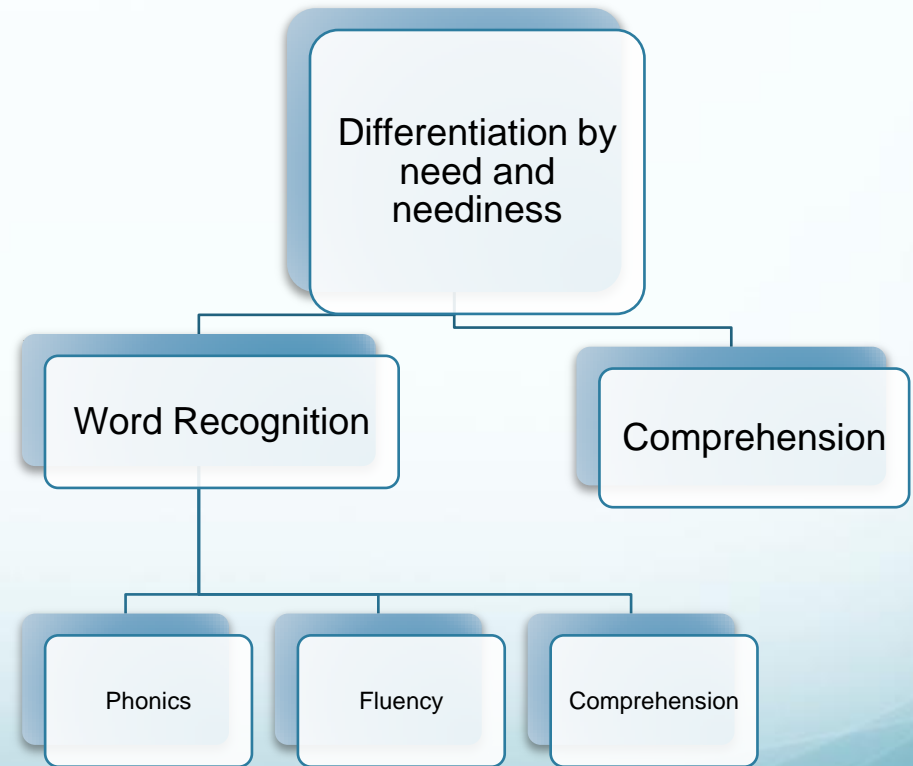 Differentiation by
need and
neediness
Word Recognition
Comprehension
Phonics
Fluency
Comprehension